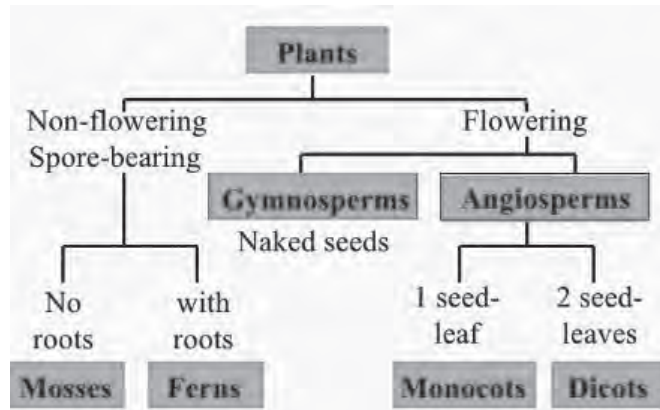 Plants
Non-flowering
Spore-bearing
Flowering
Gymnosperms
Naked seeds
Angiosperms
No
roots
with
roots
1 seed-
leaf
2 seed-
leaves
Mosses
Ferns
Monocots
Dicots